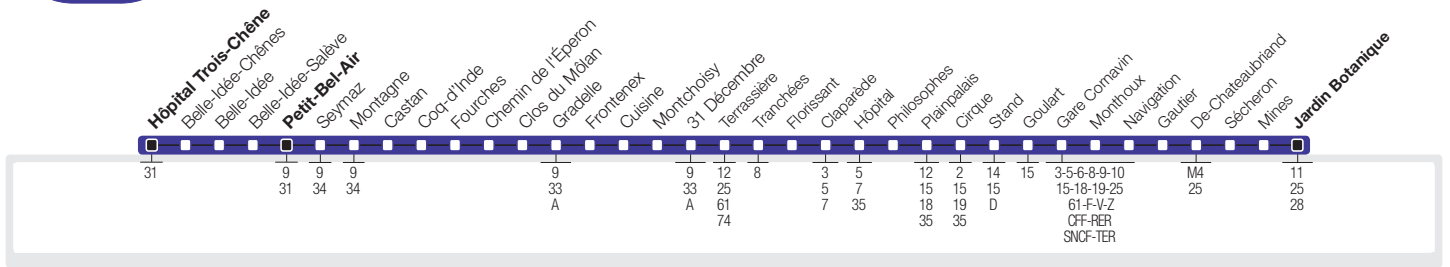 Hôpital Trois-Chêne
Belle-Idée-Chênes
Belle-Idée
Belle-Idée-Salève
Petit-Bel-Air
Seymaz
Montagne
Castan
Coq-d'Inde
Fourches
Chemin de l'Éperon
Clos du Môlan
Gradelle
Frontenex
Cuisine
Montchoisy
31 Décembre
Terrassière
Tranchées
Florissant
Claparède
Hôpital
Philosophes
Plainpalais
Cirque
Stand
Goulart
Gare Cornavin
Monthoux
Navigation
Gautier
De-Chateaubriand
Sécheron
Mines
Jardin Botanique
31
9
31
9
34
9
34
9
33
A
9
33
A
12
25
61
74
8
3
5
7
5
7
35
12
15
18
35
2
15
19
35
14
15
D
15
3-5-6-8-9-10
15-18-19-25
61-F-V-Z
CFF-RER
SNCF-TER
M4
25
11
25
28